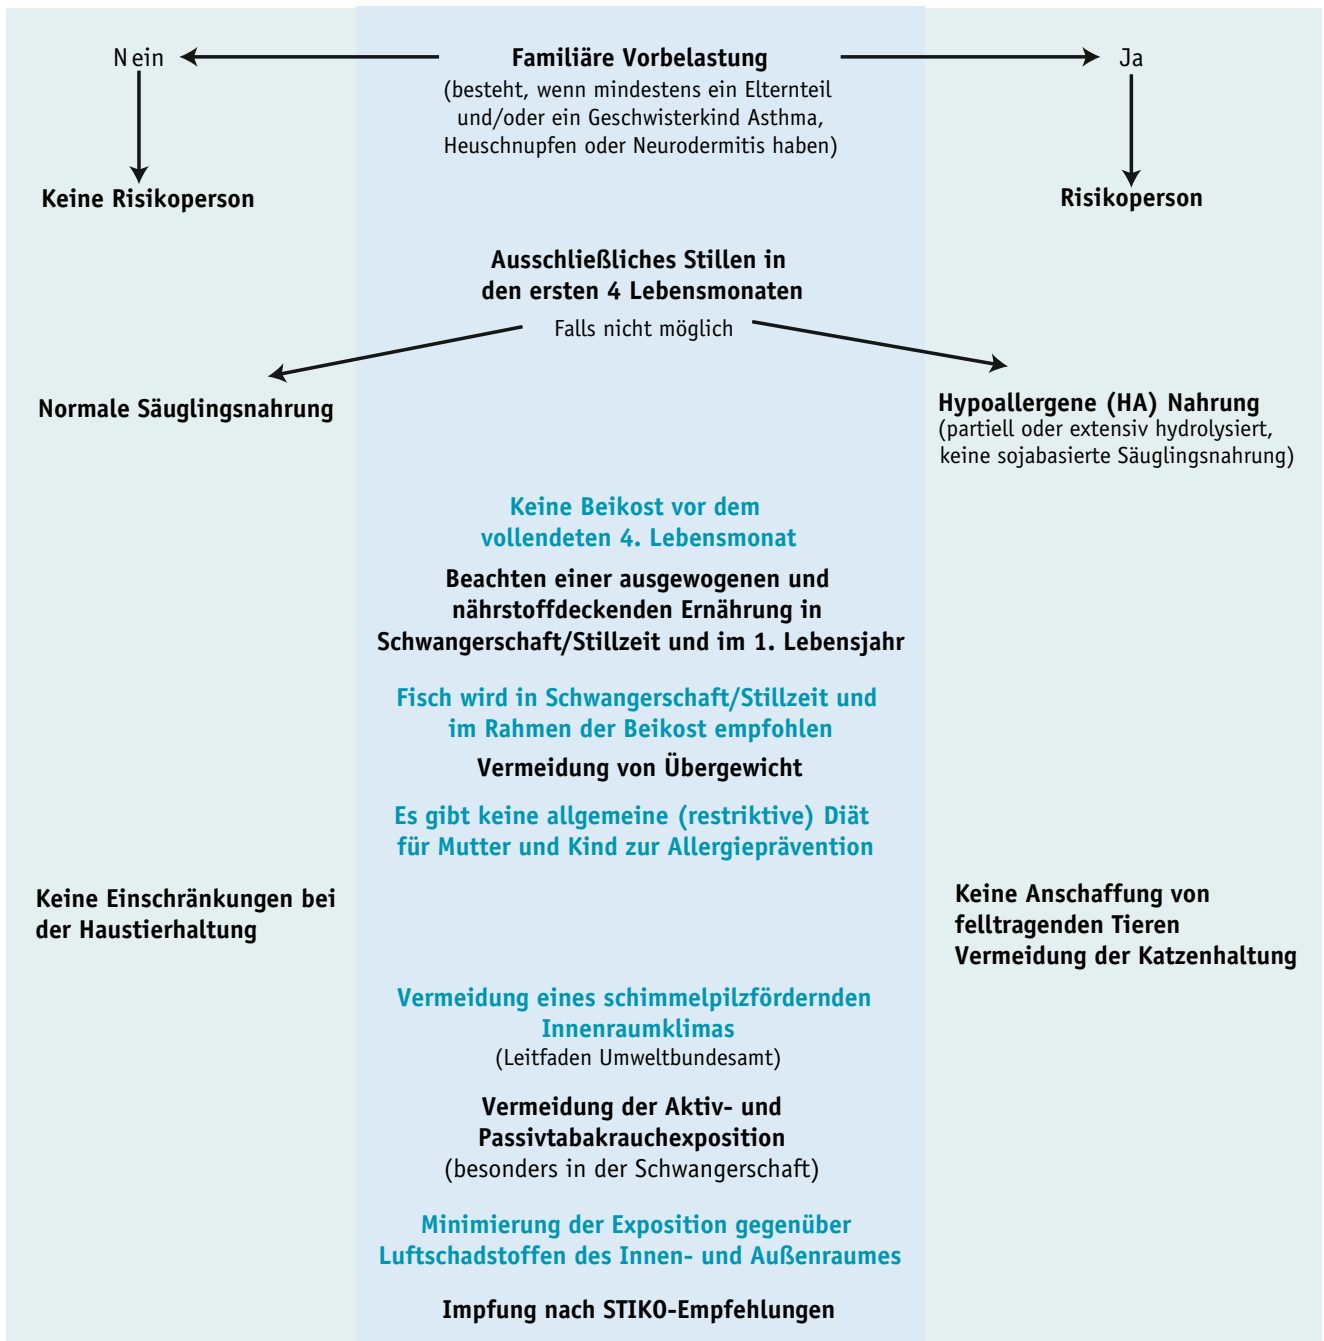 Nein
Familiäre Vorbelastung
Ja
(besteht, wenn mindestens ein Elternteil
und/oder ein Geschwisterkind Asthma,
Heuschnupfen oder Neurodermitis haben)
Keine Risikoperson
Risikoperson
Ausschließliches Stillen in
den ersten 4 Lebensmonaten
Falls nicht möglich
Normale Säuglingsnahrung
Hypoallergene (HA) Nahrung
(partiell oder extensiv hydrolysiert,
keine sojabasierte Säuglingsnahrung)
Keine Beikost vor dem
vollendeten 4. Lebensmonat
Beachten einer ausgewogenen und
nährstoffdeckenden Ernährung in
Schwangerschaft/Stillzeit und im 1. Lebensjahr
Fisch wird in Schwangerschaft/Stillzeit und
im Rahmen der Beikost empfohlen
Vermeidung von Übergewicht
Es gibt keine allgemeine (restriktive) Diät
für Mutter und Kind zur Allergieprävention
Keine Einschränkungen bei
der Haustierhaltung
Keine Anschaffung von
felltragenden Tieren
Vermeidung der Katzenhaltung
Vermeidung eines schimmelpilzfördernden
Innenraumklimas
(Leitfaden Umweltbundesamt)
Vermeidung der Aktiv- und
Passivtabakrauchexposition
(besonders in der Schwangerschaft)
Minimierung der Exposition gegenüber
Luftschadstoffen des Innen- und Außenraumes
Impfung nach STIKO-Empfehlungen